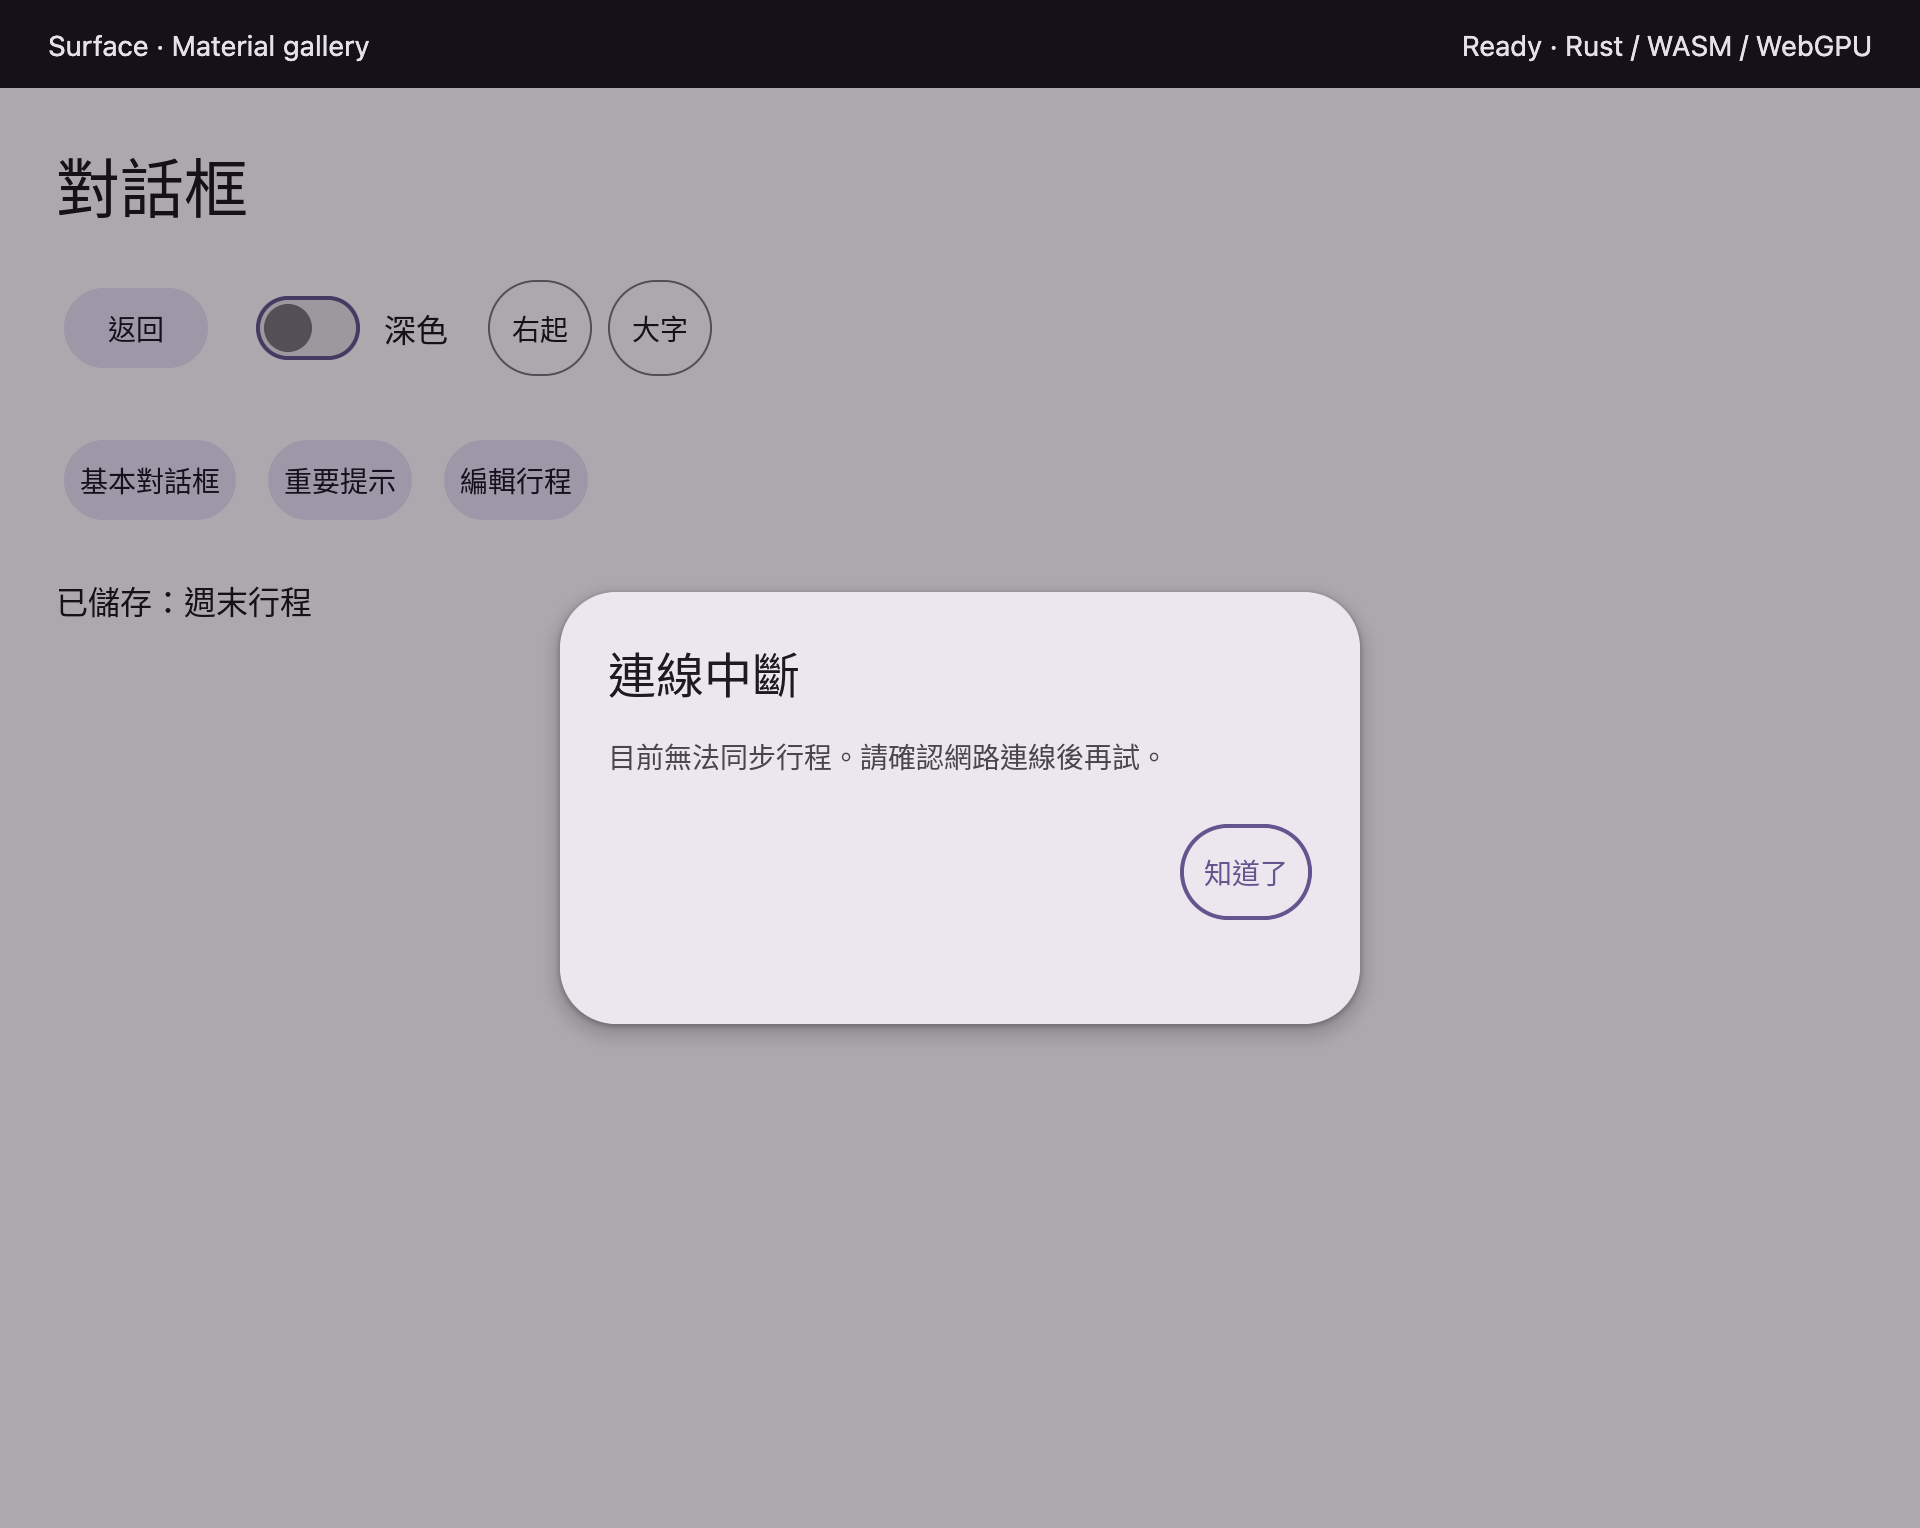 Surface · Material gallery
Ready · Rust / WASM / WebGPU
對話框
返回
深色
右起
大字
基本對話框
重要提示
編輯行程
已儲存：週末行程
連線中斷
目前無法同步行程。請確認網路連線後再試。
知道了